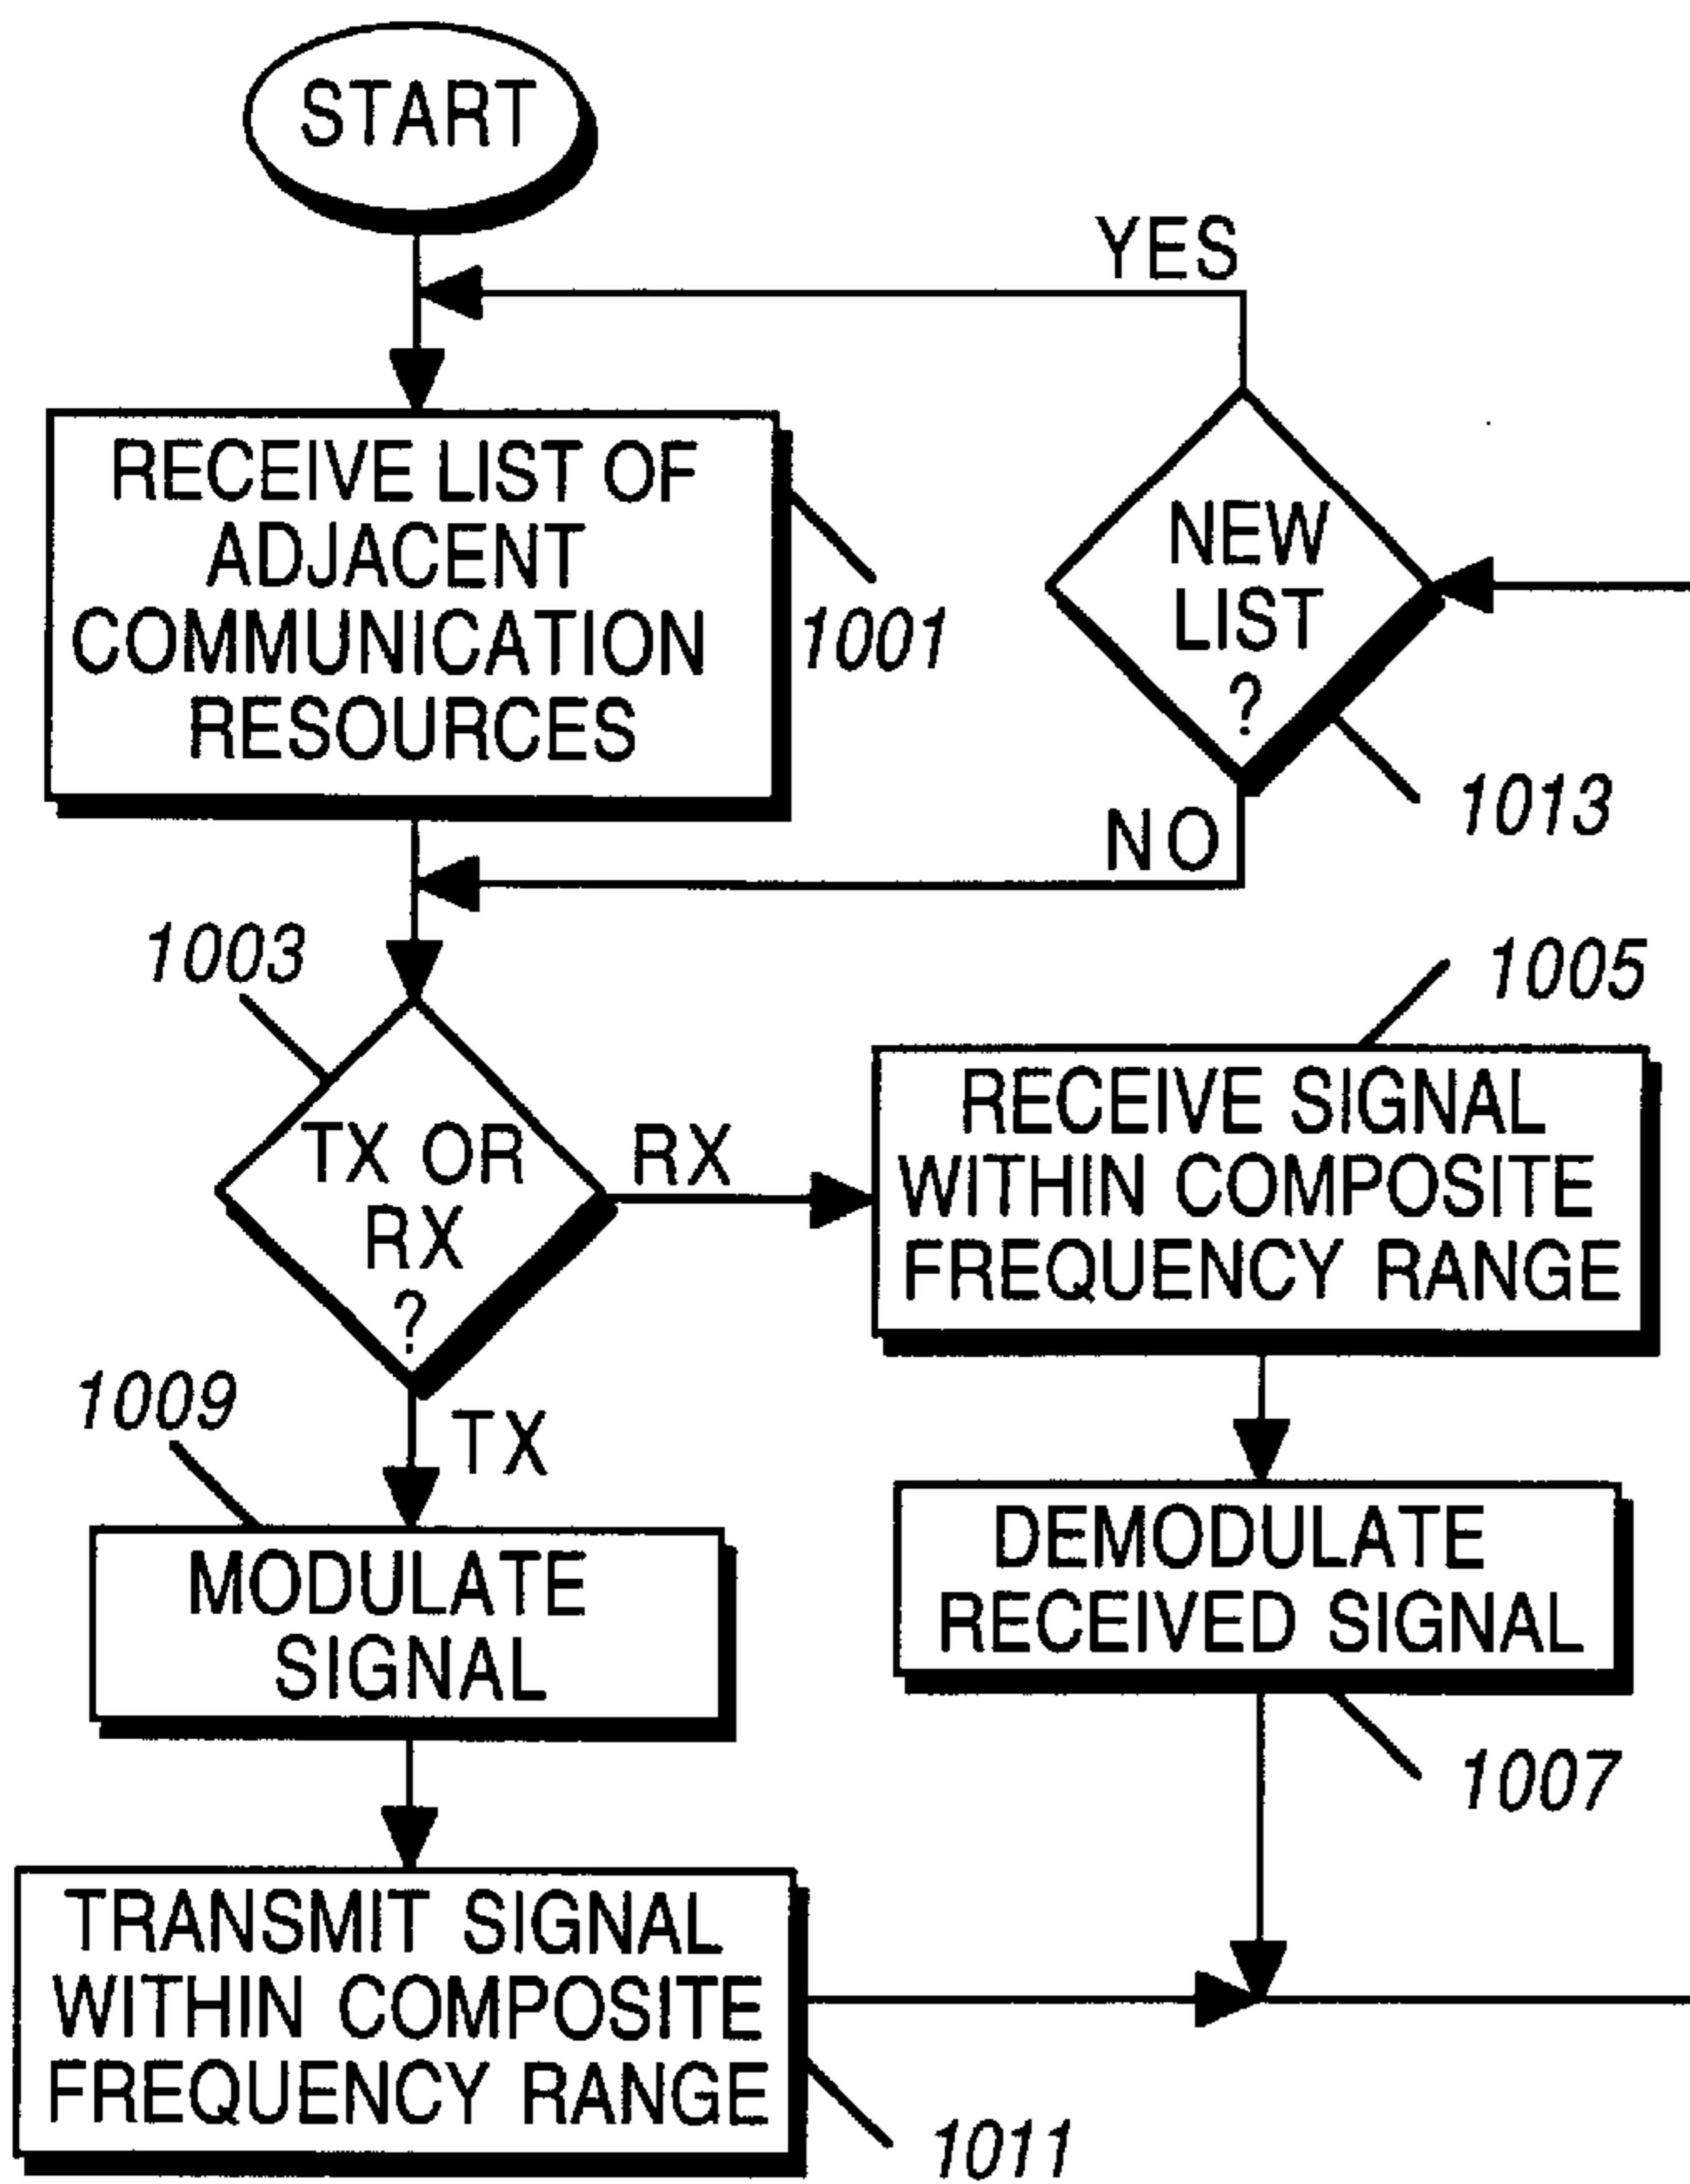 START
YES
RECEIVE LIST OF
ADJACENT
COMMUNICATION
RESOURCES
1001
NEW
LIST
?
1013
NO
1003
TX OR
RX
?
RX
1005
RECEIVE SIGNAL
WITHIN COMPOSITE
FREQUENCY RANGE
TX
1009
MODULATE
SIGNAL
DEMODULATE
RECEIVED SIGNAL
1007
TRANSMIT SIGNAL
WITHIN COMPOSITE
FREQUENCY RANGE
1011